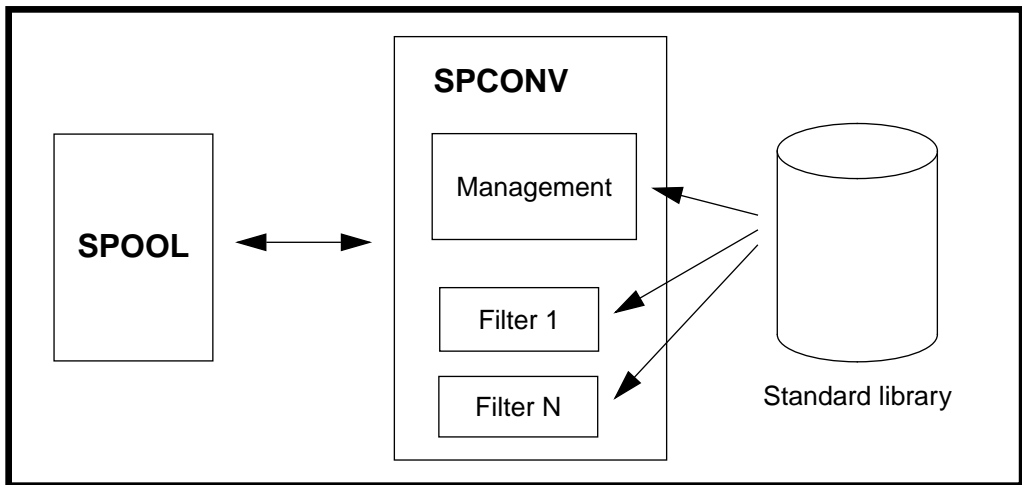 SPOOL
SPCONV
Management
Filter 1
Filter N
Standard library